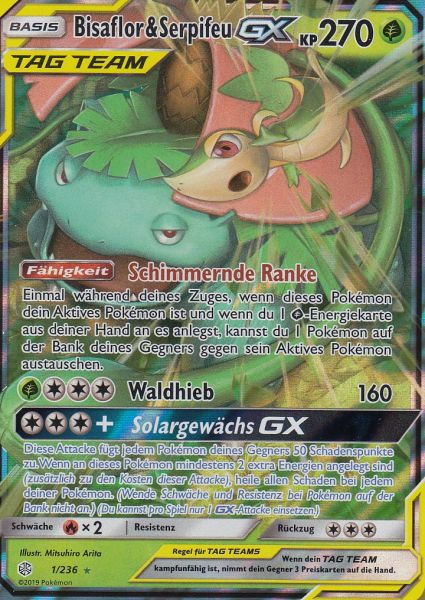 BASIS Bisaflor&Serpifeu GX KP270
TAG TEAM
Fähigkeit Schimmernde Ranke
Einmal während deines Zuges, wenn dieses Pokémon
dein Aktives Pokémon ist und wenn du 1 -Energiekarte
aus deiner Hand an es anlegst, kannst du 1 Pokémon auf
der Bank deines Gegners gegen sein Aktives Pokémon
austauschen.
Waldhieb 160
+ Solargewächs GX
Diese Attacke fügt jedem Pokémon deines Gegners 50 Schadenspunkte
zu. Wenn an dieses Pokémon mindestens 2 extra Energien angelegt sind
(zusätzlich zu den Kosten dieser Attacke), heile allen Schaden bei jedem
deiner Pokémon. (Wende Schwäche und Resistenz bei Pokémon auf der
Bank nicht an.) (Du kannst pro Spiel nur 1 GX-Attacke einsetzen.)
Schwäche ×2 Resistenz Rückzug
Illustr. Mitsuhiro Arita
1/236 ★
©2019 Pokémon
Regel für TAG TEAMS
Wenn dein TAG TEAM
kampfunfähig ist, nimmt dein Gegner 3 Preiskarten auf die Hand.